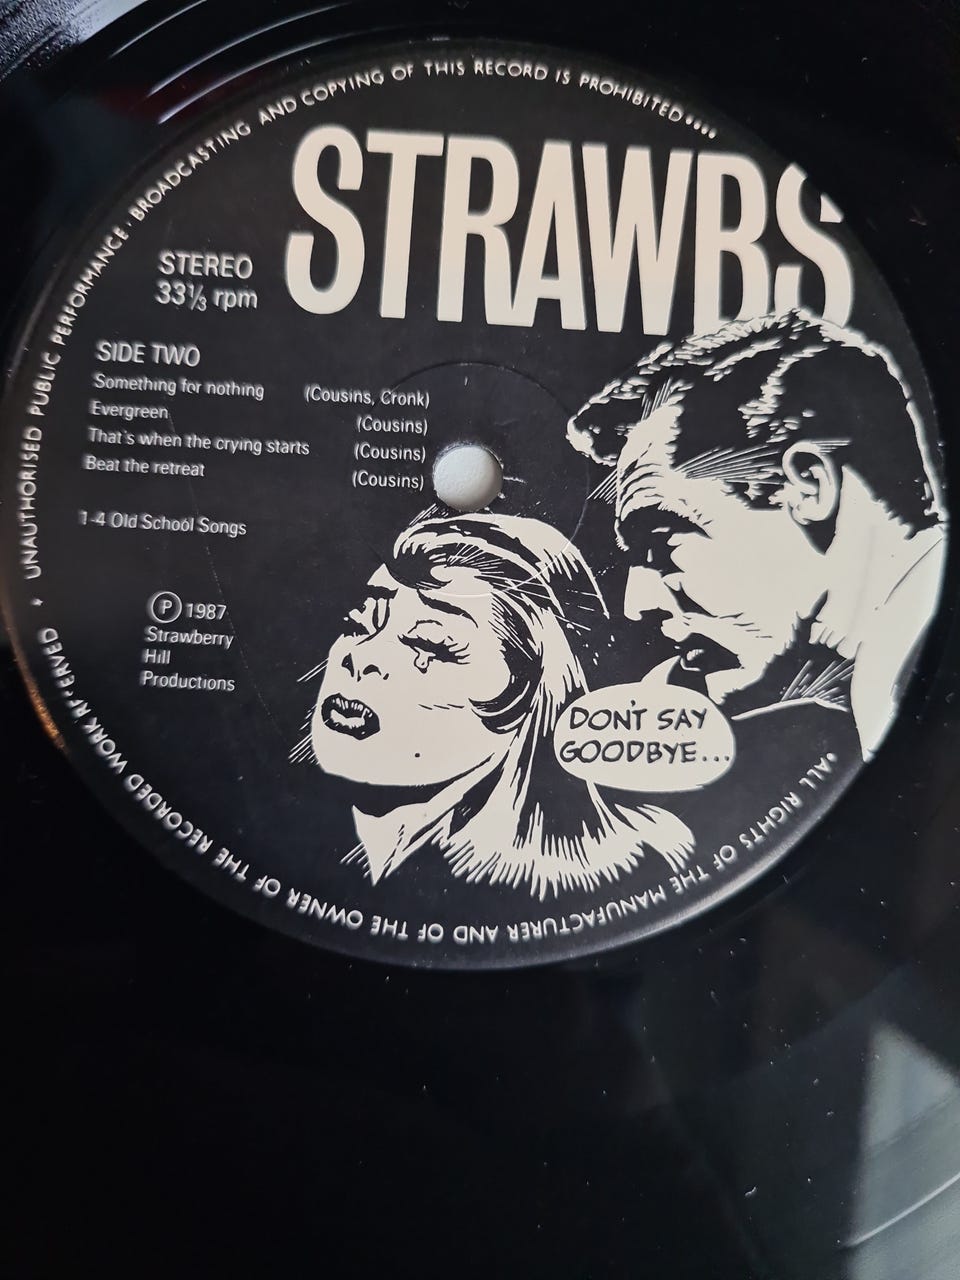 UNAUTHORISED PUBLIC PERFORMANCE · BROADCASTING AND COPYING OF THIS RECORD IS PROHIBITED····
STRAWBS
STEREO
33⅓ rpm
SIDE TWO
Something for nothing (Cousins, Cronk)
Evergreen (Cousins)
That's when the crying starts (Cousins)
Beat the retreat (Cousins)
1-4 Old School Songs
Ⓟ 1987
Strawberry
Hill
Productions
DON'T SAY
GOODBYE...
·ALL RIGHTS OF THE MANUFACTURER AND OF THE OWNER OF THE RECORDED WORK RESERVED